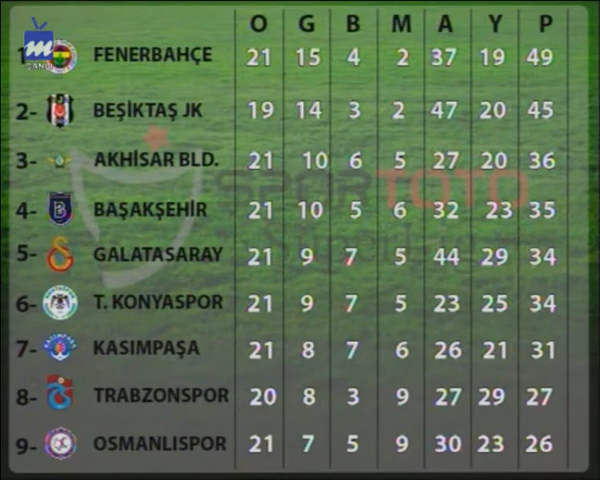 O G B M A Y P
1- FENERBAHÇE 21 15 4 2 37 19 49
2- BEŞİKTAŞ JK 19 14 3 2 47 20 45
3- AKHİSAR BLD. 21 10 6 5 27 20 36
4- BAŞAKŞEHİR 21 10 5 6 32 23 35
5- GALATASARAY 21 9 7 5 44 29 34
6- T. KONYASPOR 21 9 7 5 23 25 34
7- KASIMPAŞA 21 8 7 6 26 21 31
8- TRABZONSPOR 20 8 3 9 27 29 27
9- OSMANLISPOR 21 7 5 9 30 23 26
SPOR TOTO